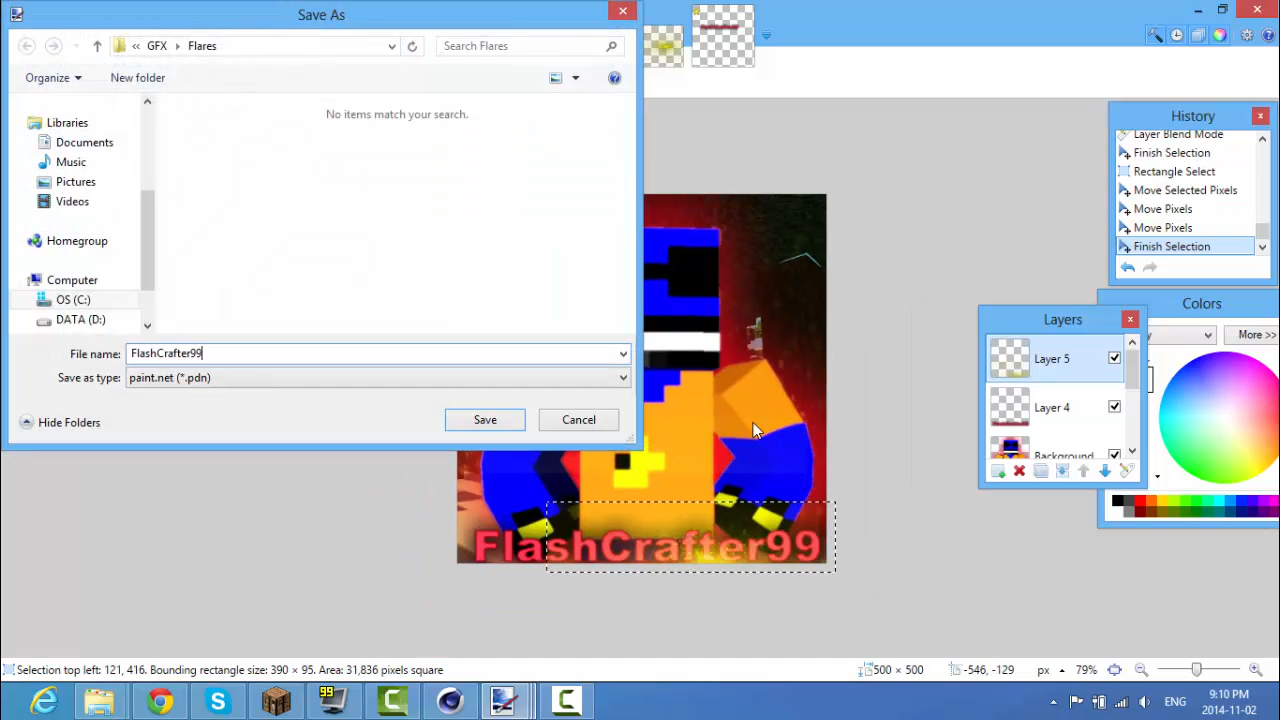 Save As
GFX Flares
Search Flares
Organize
New folder
Libraries
Documents
Music
Pictures
Videos
Homegroup
Computer
OS (C:)
DATA (D:)
No items match your search.
File name: FlashCrafter99
Save as type: paint.net (*.pdn)
Hide Folders
Save
Cancel
History
Layer Blend Mode
Finish Selection
Rectangle Select
Move Selected Pixels
Move Pixels
Move Pixels
Finish Selection
Colors
More >>
Layers
Layer 5
Layer 4
Background
FlashCrafter99
Selection top left: 121, 416. Bounding rectangle size: 390 × 95. Area: 31,836 pixels square
500 × 500
-546, -129
px
79%
99
ENG
9:10 PM
2014-11-02